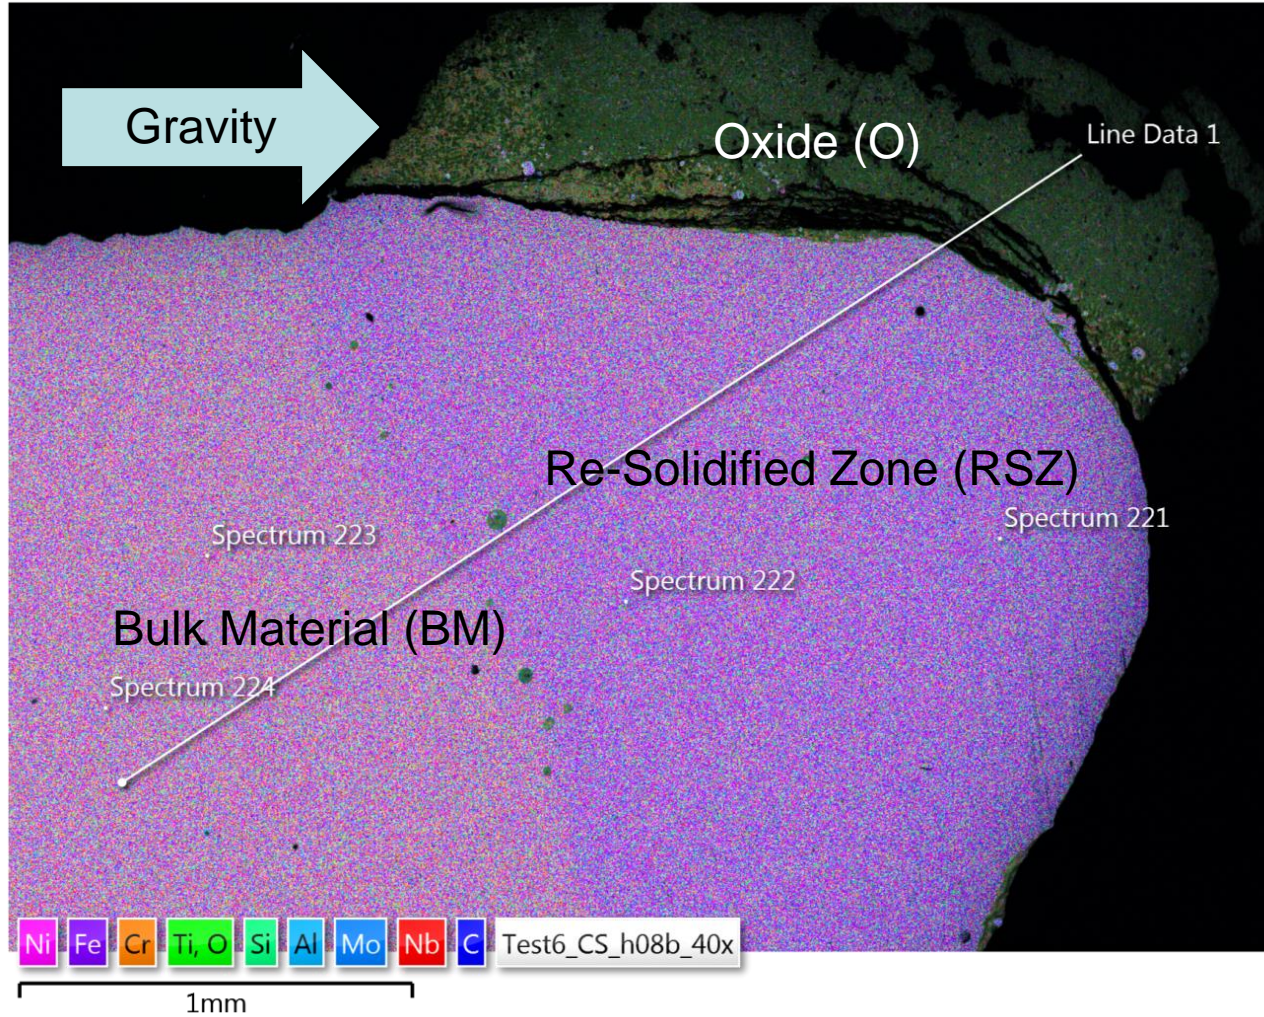 Gravity
Oxide (O)
Line Data 1
Re-Solidified Zone (RSZ)
Spectrum 221
Spectrum 223
Spectrum 222
Bulk Material (BM)
Spectrum 224
Ni Fe Cr Ti, O Si Al Mo Nb C Test6_CS_h08b_40x
1mm